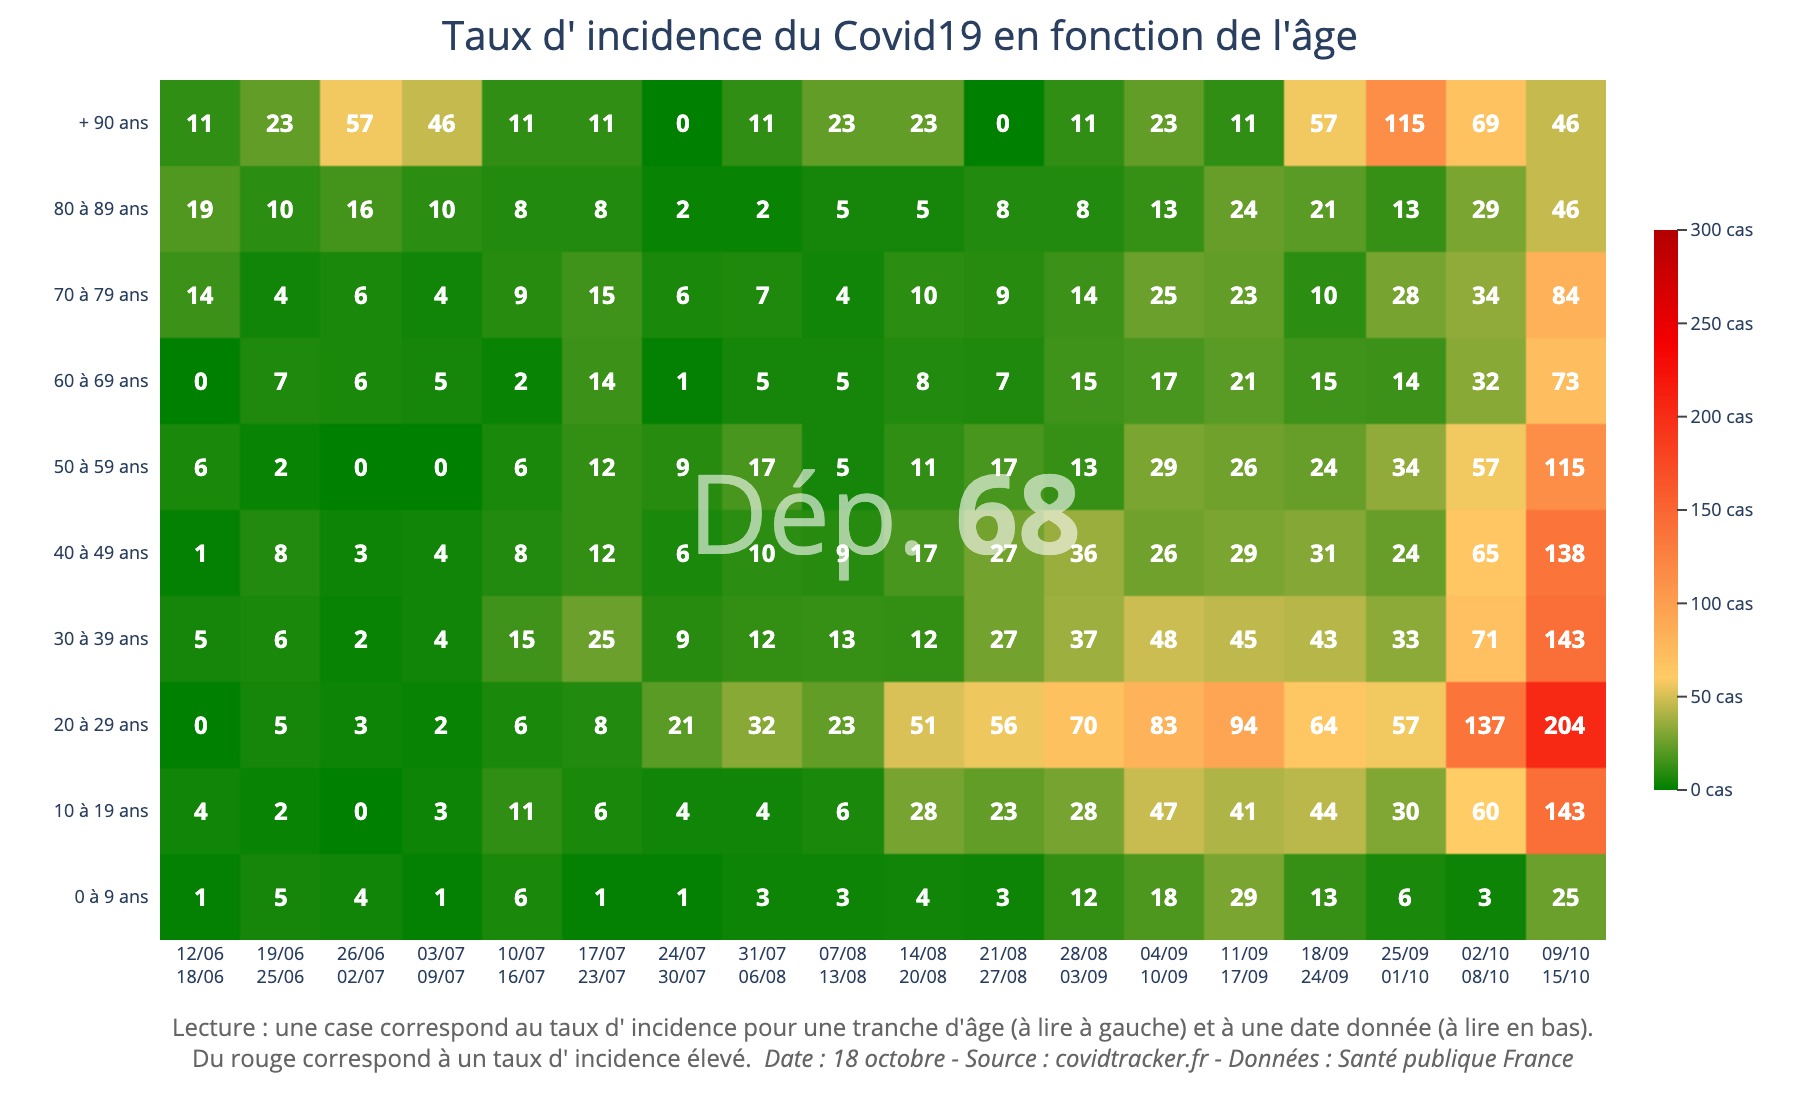 Taux d' incidence du Covid19 en fonction de l'âge
+ 90 ans 11 23 57 46 11 11 0 11 23 23 0 11 23 11 57 115 69 46
80 à 89 ans 19 10 16 10 8 8 2 2 5 5 8 8 13 24 21 13 29 46
70 à 79 ans 14 4 6 4 9 15 6 7 4 10 9 14 25 23 10 28 34 84
60 à 69 ans 0 7 6 5 2 14 1 5 5 8 7 15 17 21 15 14 32 73
50 à 59 ans 6 2 0 0 6 12 9 17 5 11 17 13 29 26 24 34 57 115
Dép. 68
40 à 49 ans 1 8 3 4 8 12 6 10 9 17 27 36 26 29 31 24 65 138
30 à 39 ans 5 6 2 4 15 25 9 12 13 12 27 37 48 45 43 33 71 143
20 à 29 ans 0 5 3 2 6 8 21 32 23 51 56 70 83 94 64 57 137 204
10 à 19 ans 4 2 0 3 11 6 4 4 6 28 23 28 47 41 44 30 60 143
0 à 9 ans 1 5 4 1 6 1 1 3 3 4 3 12 18 29 13 6 3 25
12/06 19/06 26/06 03/07 10/07 17/07 24/07 31/07 07/08 14/08 21/08 28/08 04/09 11/09 18/09 25/09 02/10 09/10
18/06 25/06 02/07 09/07 16/07 23/07 30/07 06/08 13/08 20/08 27/08 03/09 10/09 17/09 24/09 01/10 08/10 15/10
300 cas
250 cas
200 cas
150 cas
100 cas
50 cas
0 cas
Lecture : une case correspond au taux d' incidence pour une tranche d'âge (à lire à gauche) et à une date donnée (à lire en bas).
Du rouge correspond à un taux d' incidence élevé. Date : 18 octobre - Source : covidtracker.fr - Données : Santé publique France